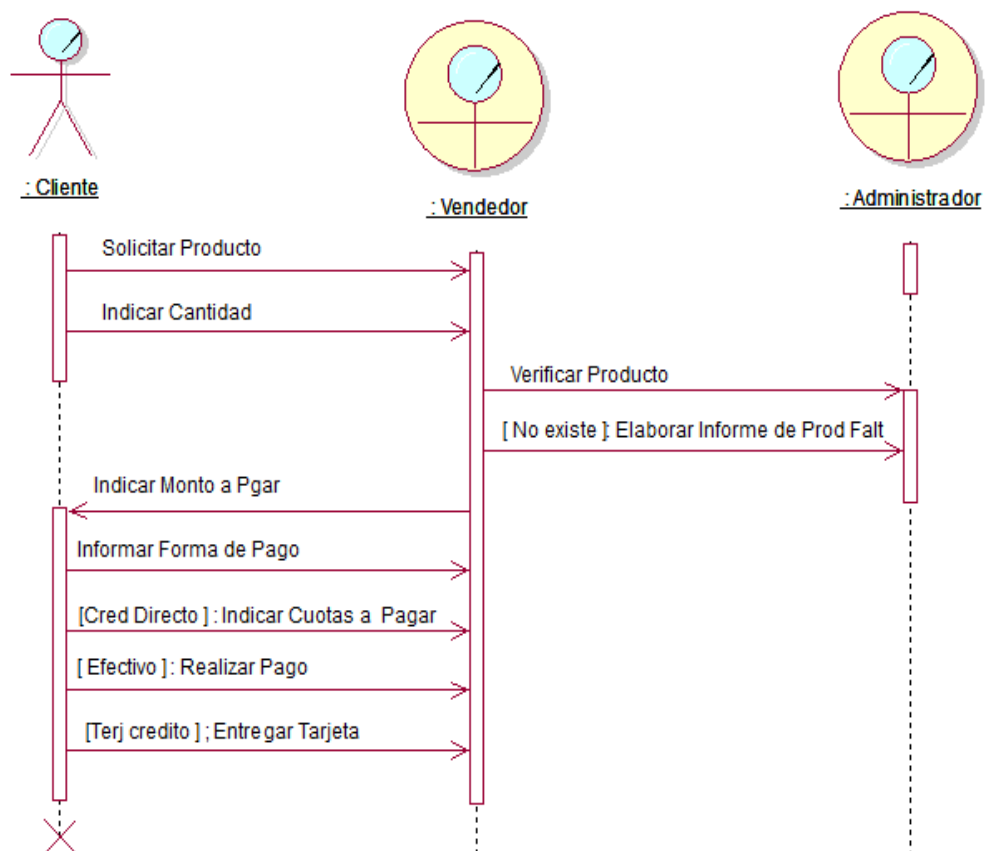 : Cliente
: Vendedor
: Administrador
Solicitar Producto
Indicar Cantidad
Verificar Producto
[ No existe ]: Elaborar Informe de Prod Falt
Indicar Monto a Pgar
Informar Forma de Pago
[Cred Directo ] : Indicar Cuotas a Pagar
[ Efectivo ] : Realizar Pago
[Terj credito ] ; Entregar Tarjeta